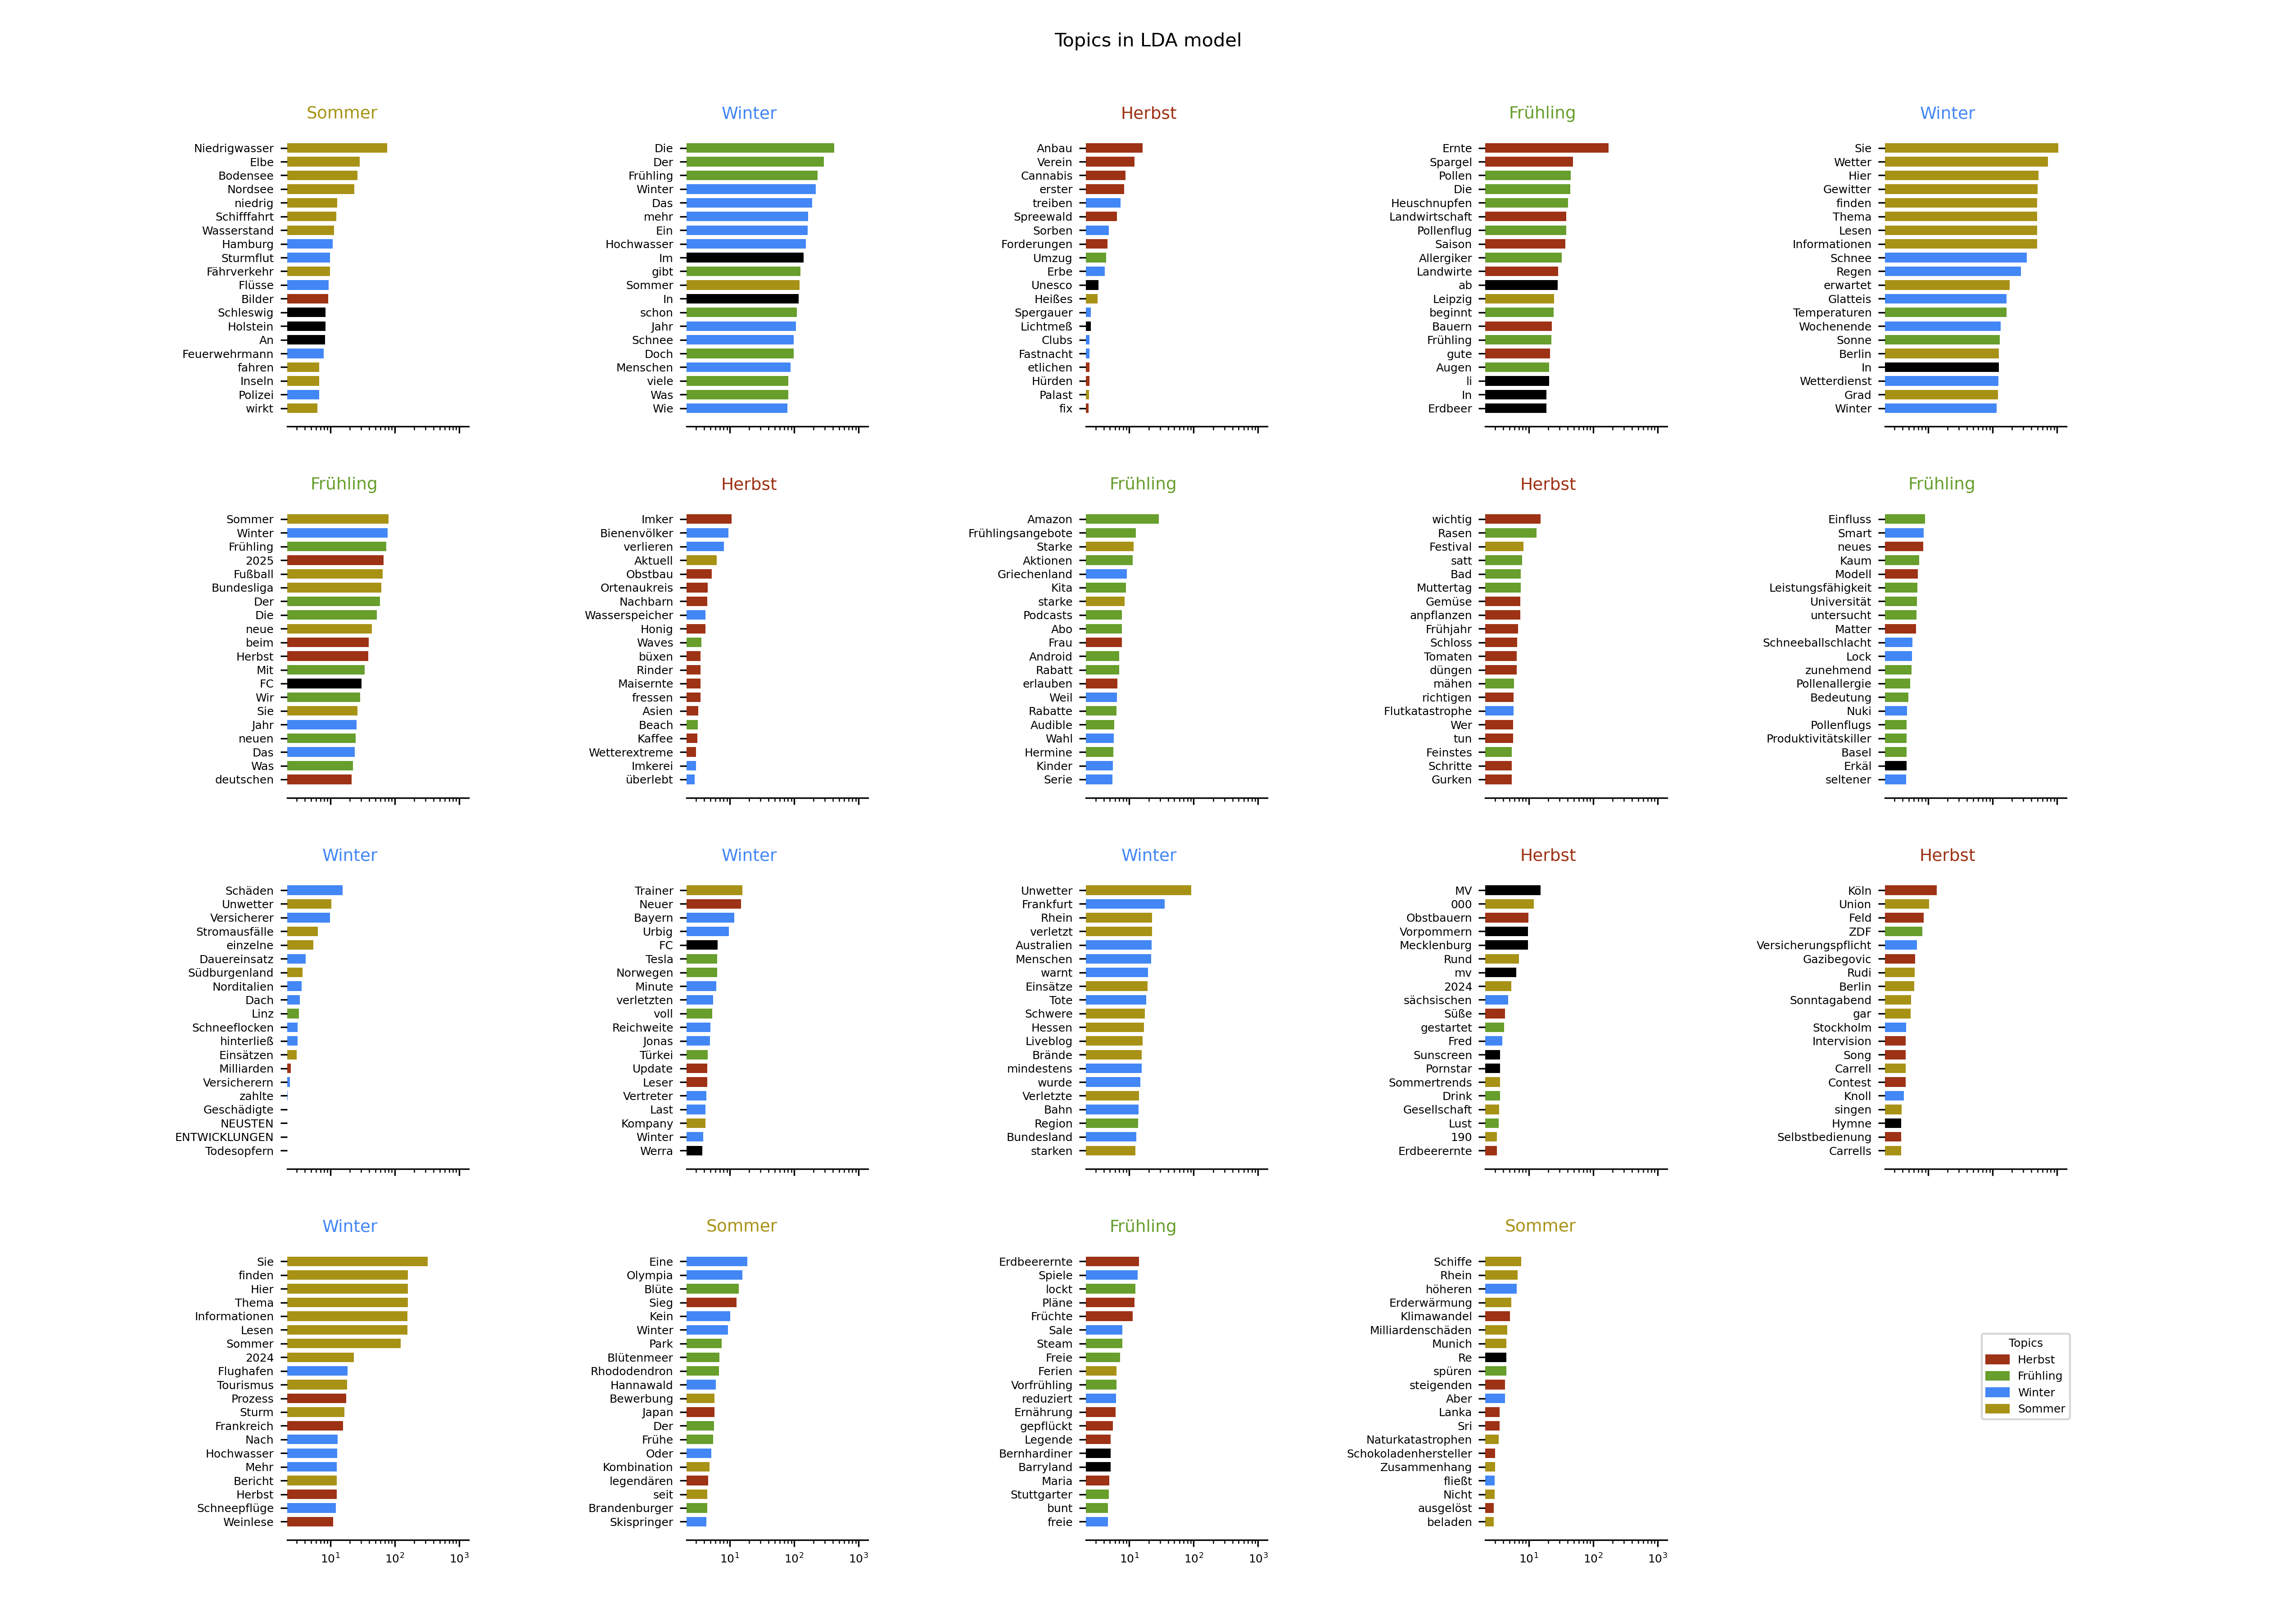 Topics in LDA model
Sommer
Niedrigwasser
Elbe
Bodensee
Nordsee
niedrig
Schifffahrt
Wasserstand
Hamburg
Sturmflut
Fährverkehr
Flüsse
Bilder
Schleswig
Holstein
An
Feuerwehrmann
fahren
Inseln
Polizei
wirkt
Winter
Die
Der
Frühling
Winter
Das
mehr
Ein
Hochwasser
Im
gibt
Sommer
In
schon
Jahr
Schnee
Doch
Menschen
viele
Was
Wie
Herbst
Anbau
Verein
Cannabis
erster
treiben
Spreewald
Sorben
Forderungen
Umzug
Erbe
Unesco
Heißes
Spergauer
Lichtmeß
Clubs
Fastnacht
etlichen
Hürden
Palast
fix
Frühling
Ernte
Spargel
Pollen
Die
Heuschnupfen
Landwirtschaft
Pollenflug
Saison
Allergiker
Landwirte
ab
Leipzig
beginnt
Bauern
Frühling
gute
Augen
li
In
Erdbeer
Winter
Sie
Wetter
Hier
Gewitter
finden
Thema
Lesen
Informationen
Schnee
Regen
erwartet
Glatteis
Temperaturen
Wochenende
Sonne
Berlin
In
Wetterdienst
Grad
Winter
Frühling
Sommer
Winter
Frühling
2025
Fußball
Bundesliga
Der
Die
neue
beim
Herbst
Mit
FC
Wir
Sie
Jahr
neuen
Das
Was
deutschen
Herbst
Imker
Bienenvölker
verlieren
Aktuell
Obstbau
Ortenaukreis
Nachbarn
Wasserspeicher
Honig
Waves
büxen
Rinder
Maisernte
fressen
Asien
Beach
Kaffee
Wetterextreme
Imkerei
überlebt
Frühling
Amazon
Frühlingsangebote
Starke
Aktionen
Griechenland
Kita
starke
Podcasts
Abo
Frau
Android
Rabatt
erlauben
Weil
Rabatte
Audible
Wahl
Hermine
Kinder
Serie
Herbst
wichtig
Rasen
Festival
satt
Bad
Muttertag
Gemüse
anpflanzen
Frühjahr
Schloss
Tomaten
düngen
mähen
richtigen
Flutkatastrophe
Wer
tun
Feinstes
Schritte
Gurken
Frühling
Einfluss
Smart
neues
Kaum
Modell
Leistungsfähigkeit
Universität
untersucht
Matter
Schneeballschlacht
Lock
zunehmend
Pollenallergie
Bedeutung
Nuki
Pollenflugs
Produktivitätskiller
Basel
Erkäl
seltener
Winter
Schäden
Unwetter
Versicherer
Stromausfälle
einzelne
Dauereinsatz
Südburgenland
Norditalien
Dach
Linz
Schneeflocken
hinterließ
Einsätzen
Milliarden
Versicherern
zahlte
Geschädigte
NEUSTEN
ENTWICKLUNGEN
Todesopfern
Winter
Trainer
Neuer
Bayern
Urbig
FC
Tesla
Norwegen
Minute
verletzten
voll
Reichweite
Jonas
Türkei
Update
Leser
Vertreter
Last
Kompany
Winter
Werra
Winter
Unwetter
Frankfurt
Rhein
verletzt
Australien
Menschen
warnt
Einsätze
Tote
Schwere
Hessen
Liveblog
Brände
mindestens
wurde
Verletzte
Bahn
Region
Bundesland
starken
Herbst
MV
000
Obstbauern
Vorpommern
Mecklenburg
Rund
mv
2024
sächsischen
Süße
gestartet
Fred
Sunscreen
Pornstar
Sommertrends
Drink
Gesellschaft
Lust
190
Erdbeerernte
Herbst
Köln
Union
Feld
ZDF
Versicherungspflicht
Gazibegovic
Rudi
Berlin
Sonntagabend
gar
Stockholm
Intervision
Song
Carrell
Contest
Knoll
singen
Hymne
Selbstbedienung
Carrells
Winter
Sie
finden
Hier
Thema
Informationen
Lesen
Sommer
2024
Flughafen
Tourismus
Prozess
Sturm
Frankreich
Nach
Hochwasser
Mehr
Bericht
Herbst
Schneepflüge
Weinlese
10¹ 10² 10³
Sommer
Eine
Olympia
Blüte
Sieg
Kein
Winter
Park
Blütenmeer
Rhododendron
Hannawald
Bewerbung
Japan
Der
Frühe
Oder
Kombination
legendären
seit
Brandenburger
Skispringer
10¹ 10² 10³
Frühling
Erdbeerernte
Spiele
lockt
Pläne
Früchte
Sale
Steam
Freie
Ferien
Vorfrühling
reduziert
Ernährung
gepflückt
Legende
Bernhardiner
Barryland
Maria
Stuttgarter
bunt
freie
10¹ 10² 10³
Sommer
Schiffe
Rhein
höheren
Erderwärmung
Klimawandel
Milliardenschäden
Munich
Re
spüren
steigenden
Aber
Lanka
Sri
Naturkatastrophen
Schokoladenhersteller
Zusammenhang
fließt
Nicht
ausgelöst
beladen
10¹ 10² 10³
Topics
Herbst
Frühling
Winter
Sommer